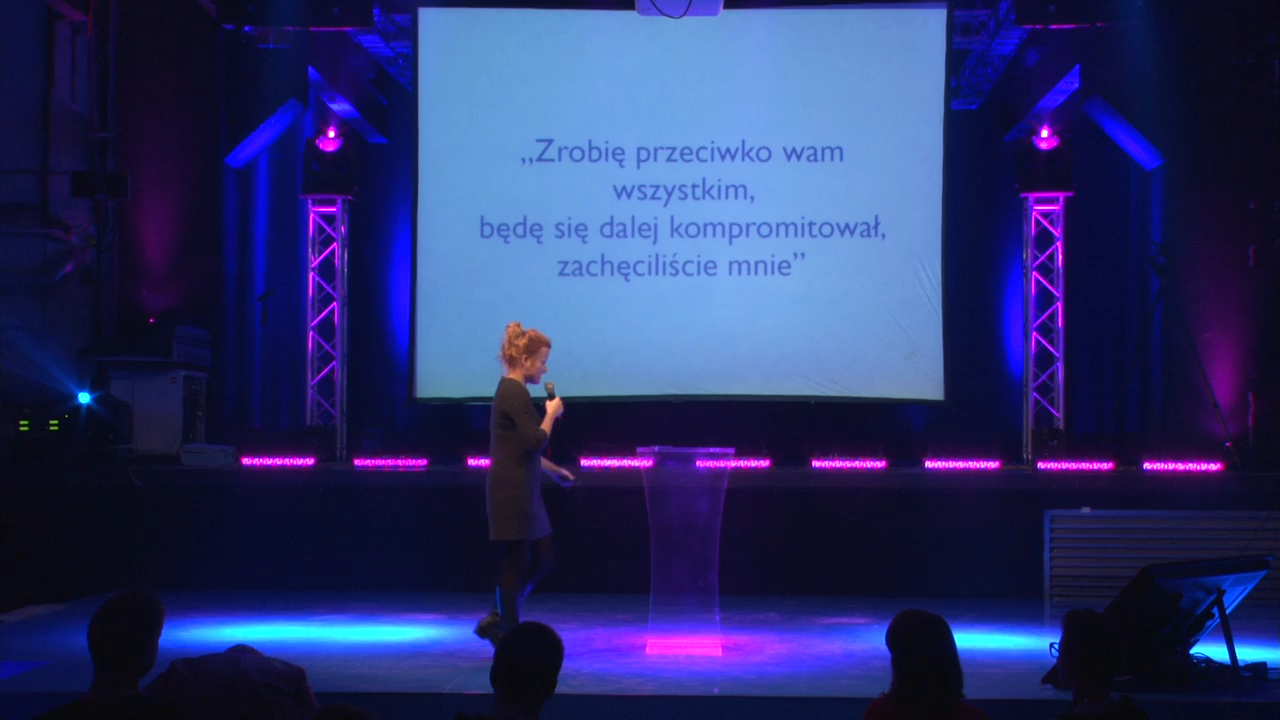 „Zrobię przeciwko wam
wszystkim,
będę się dalej kompromitował,
zachęciliście mnie”